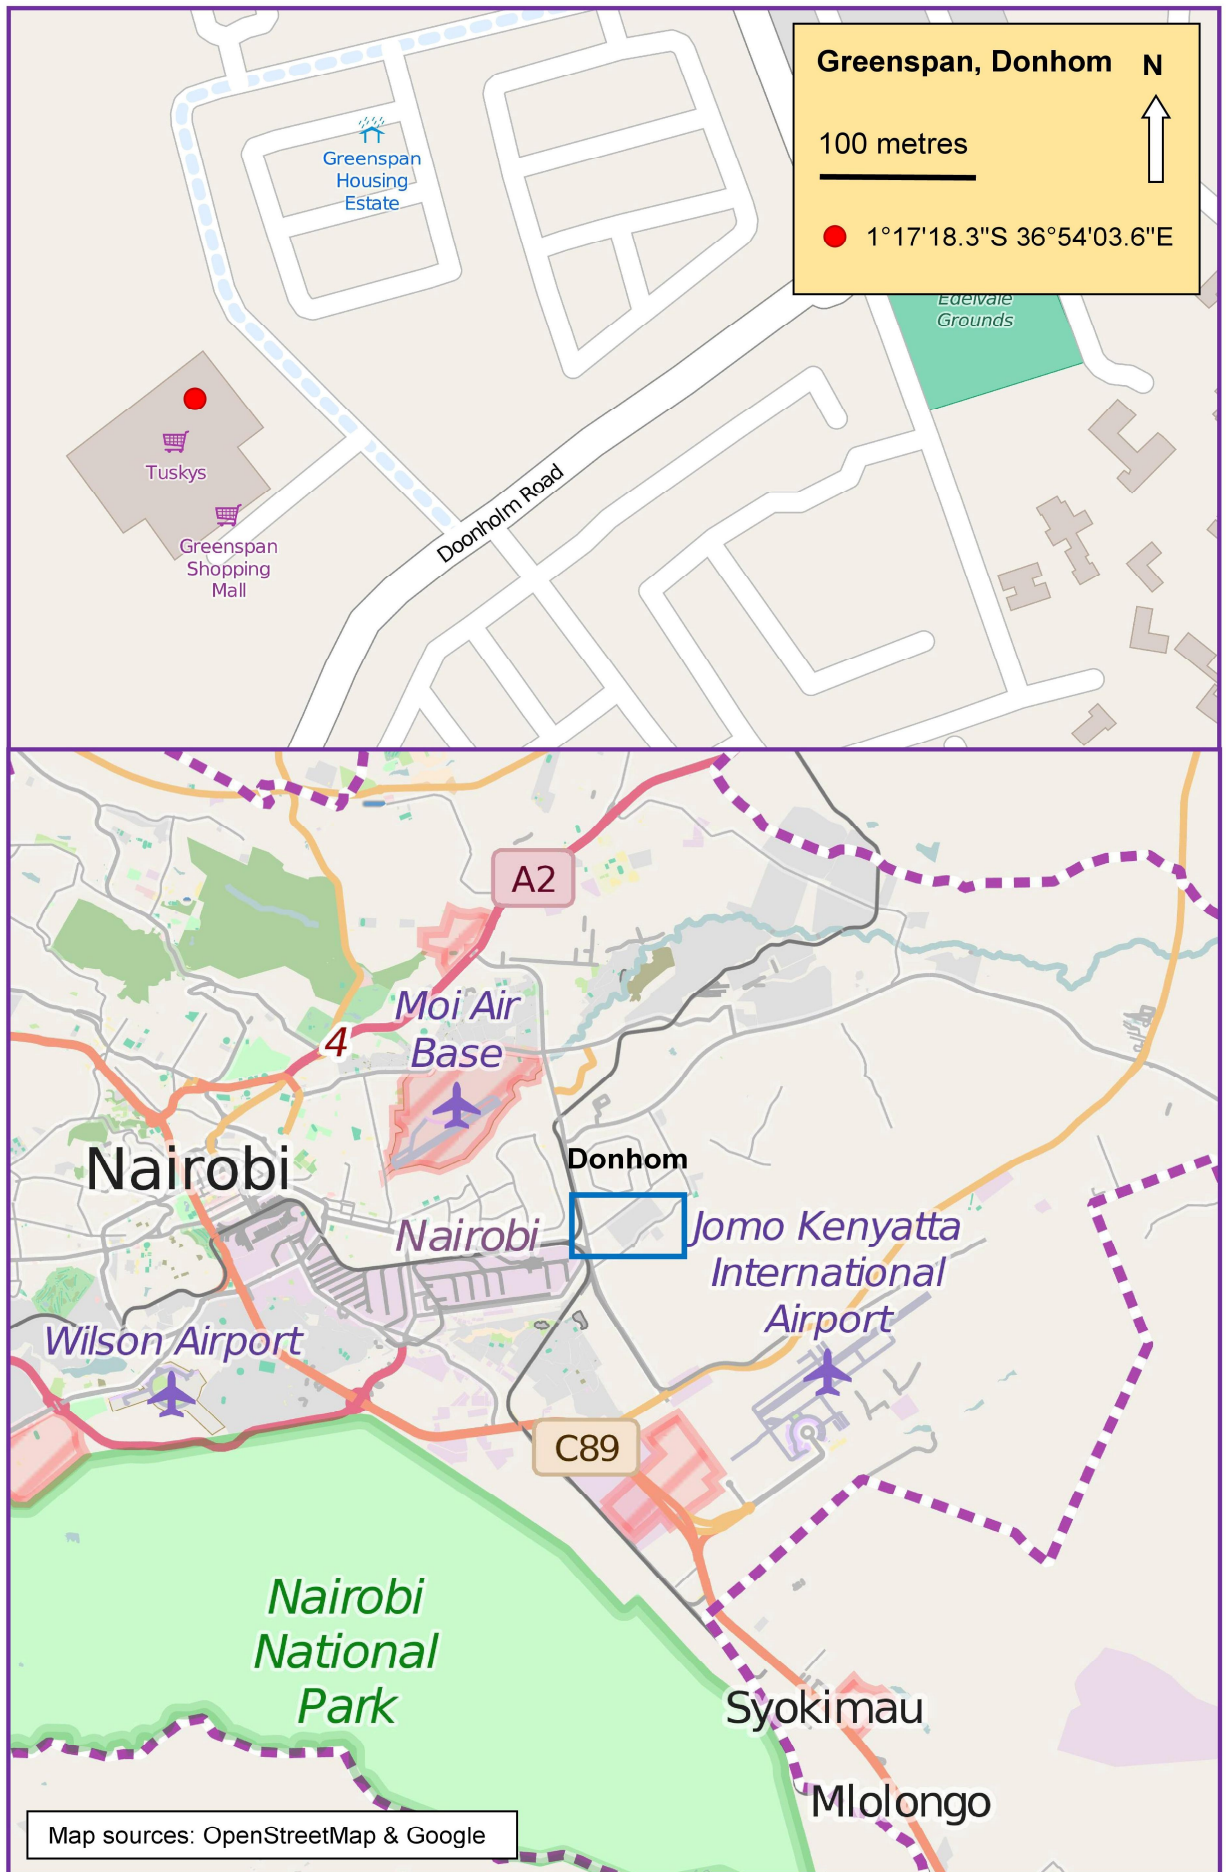 Greenspan, Donhom
N
100 metres
1°17'18.3"S 36°54'03.6"E
Greenspan
Housing
Estate
Edelvale
Grounds
Tuskys
Greenspan
Shopping
Mall
Doonholm Road
A2
Moi Air
Base
4
Nairobi
Donhom
Nairobi
Jomo Kenyatta
International
Airport
Wilson Airport
C89
Nairobi
National
Park
Syokimau
Mlolongo
Map sources: OpenStreetMap & Google